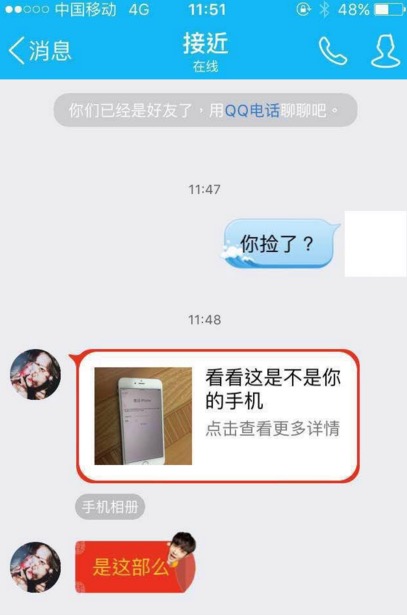 中国移动 4G 11:51 48%
消息 接近
在线
你们已经是好友了，用QQ电话聊聊吧。
11:47
你捡了？
11:48
看看这是不是你
的手机
点击查看更多详情
手机相册
是这部么